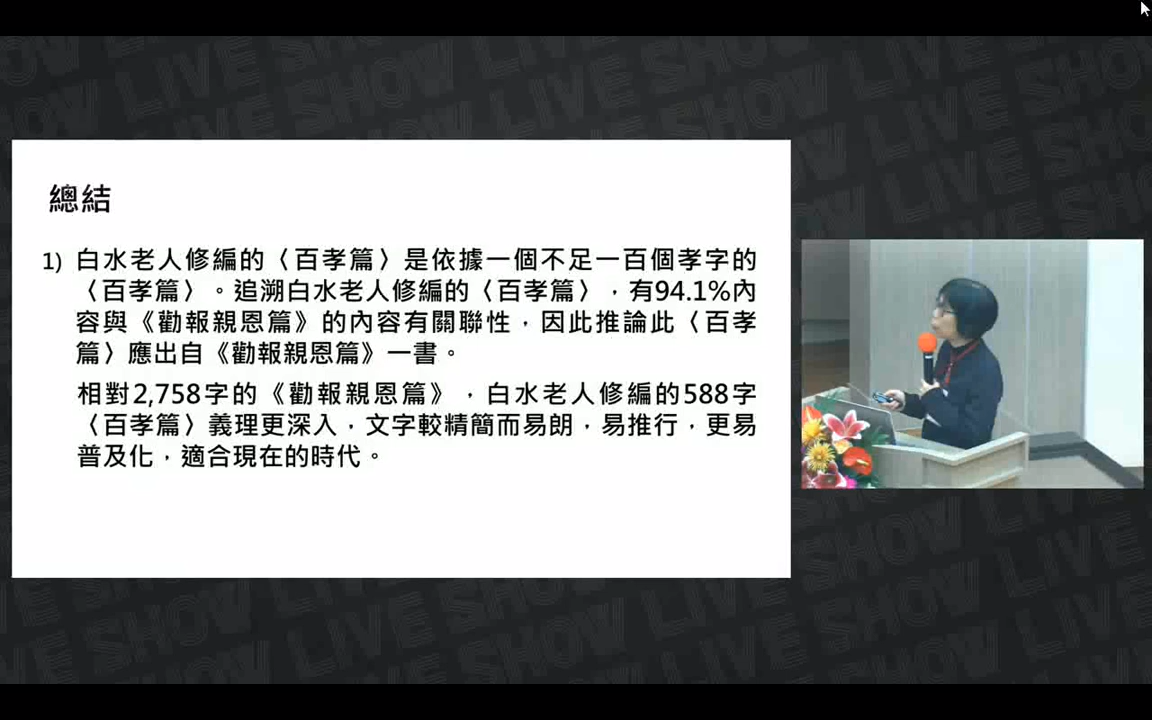 總結
1) 白水老人修編的〈百孝篇〉是依據一個不足一百個孝字的
〈百孝篇〉。追溯白水老人修編的〈百孝篇〉，有94.1%內
容與《勸報親恩篇》的內容有關聯性，因此推論此〈百孝
篇〉應出自《勸報親恩篇》一書。
相對2,758字的《勸報親恩篇》，白水老人修編的588字
〈百孝篇〉義理更深入，文字較精簡而易朗，易推行，更易
普及化，適合現在的時代。
LIVE SHOW